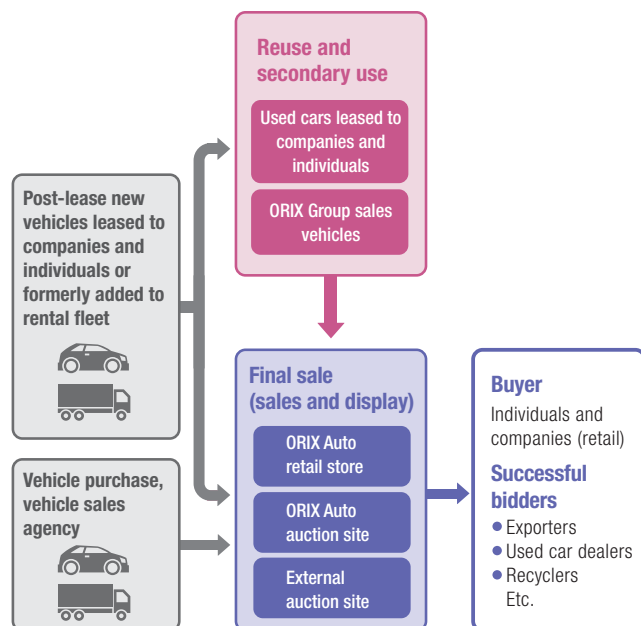 Reuse and
secondary use
Used cars leased to
companies and
individuals
ORIX Group sales
vehicles
Post-lease new
vehicles leased to
companies and
individuals or
formerly added to
rental fleet
Vehicle purchase,
vehicle sales
agency
Final sale
(sales and display)
ORIX Auto
retail store
ORIX Auto
auction site
External
auction site
Buyer
Individuals and
companies (retail)
Successful
bidders
● Exporters
● Used car dealers
● Recyclers
Etc.